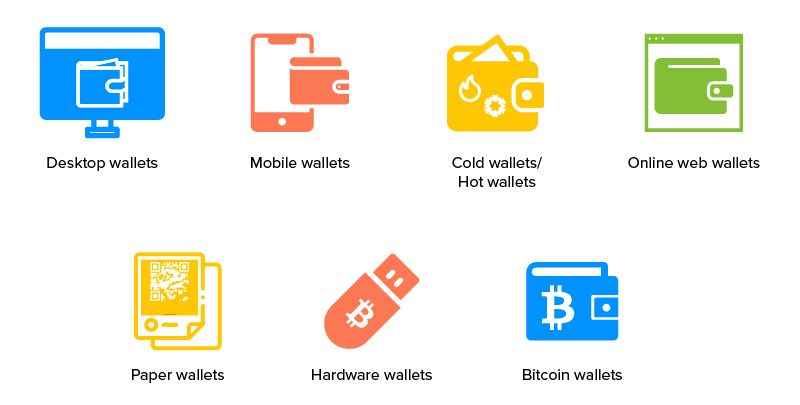 Desktop wallets
Mobile wallets
Cold wallets/
Hot wallets
Online web wallets
Paper wallets
Hardware wallets
Bitcoin wallets